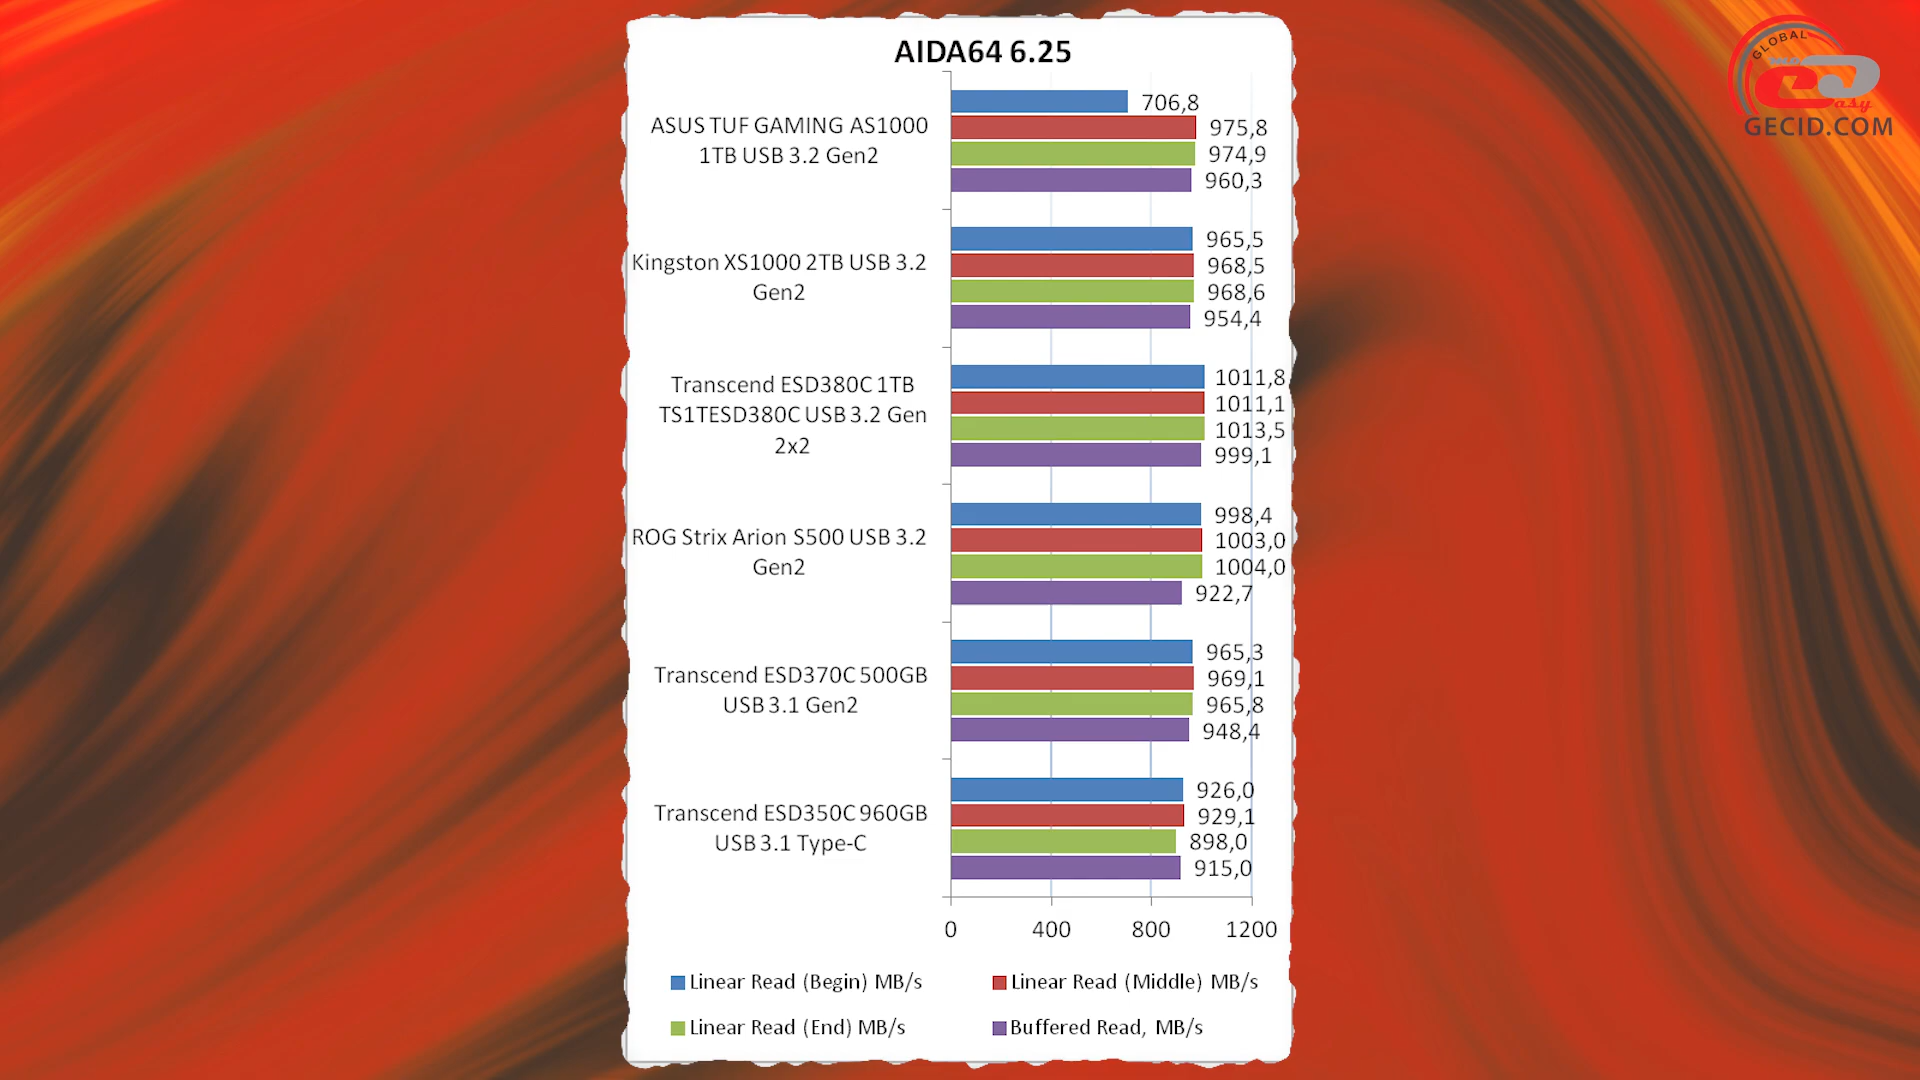 AIDA64 6.25
ASUS TUF GAMING AS1000
1TB USB 3.2 Gen2
706,8
975,8
974,9
960,3
Kingston XS1000 2TB USB 3.2
Gen2
965,5
968,5
968,6
954,4
Transcend ESD380C 1TB
TS1TESD380C USB 3.2 Gen
2x2
1011,8
1011,1
1013,5
999,1
ROG Strix Arion S500 USB 3.2
Gen2
998,4
1003,0
1004,0
922,7
Transcend ESD370C 500GB
USB 3.1 Gen2
965,3
969,1
965,8
948,4
Transcend ESD350C 960GB
USB 3.1 Type-C
926,0
929,1
898,0
915,0
0 400 800 1200
Linear Read (Begin) MB/s
Linear Read (Middle) MB/s
Linear Read (End) MB/s
Buffered Read, MB/s
GLOBAL
asy
GECID.COM